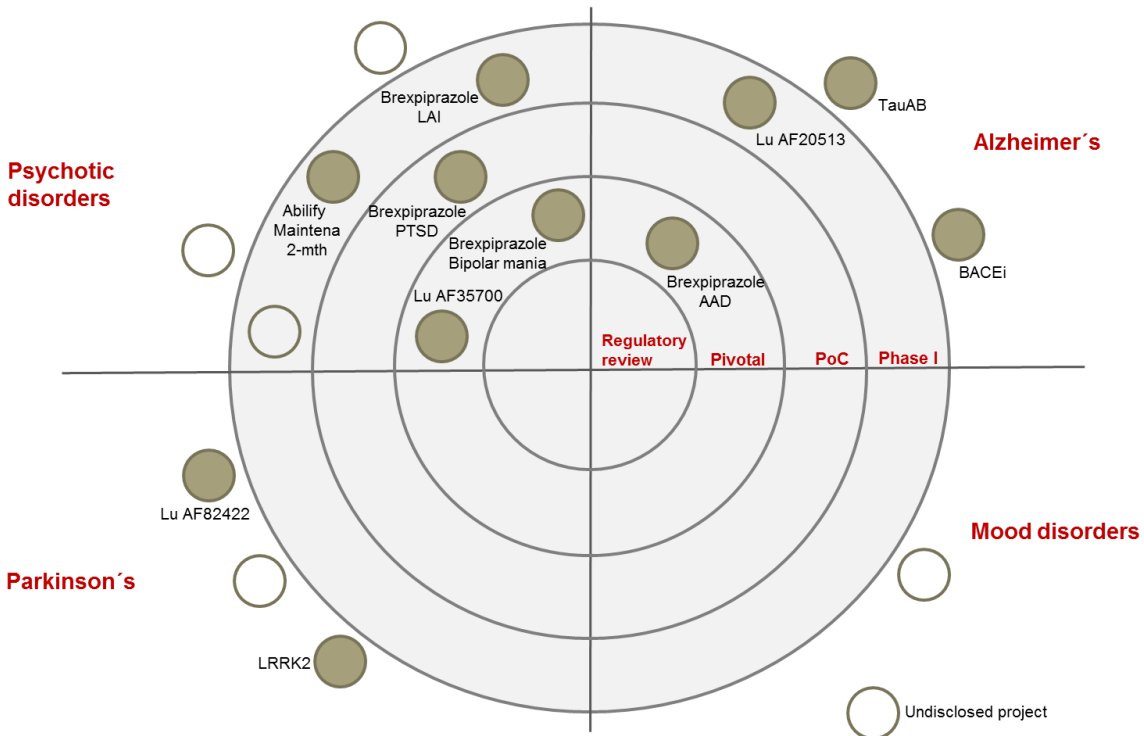 Brexpiprazole
LAI
TauAB
Lu AF20513
Alzheimer´s
Psychotic
disorders
Abilify
Maintena
2-mth
Brexpiprazole
PTSD
Brexpiprazole
Bipolar mania
BACEi
Brexpiprazole
AAD
Lu AF35700
Regulatory
review
Pivotal
PoC
Phase I
Lu AF82422
Mood disorders
Parkinson´s
LRRK2
Undisclosed project